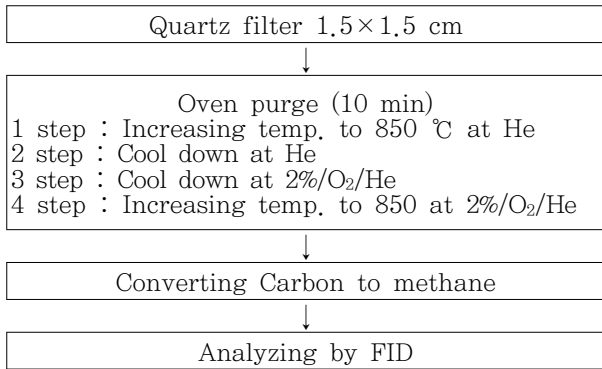 Quartz filter 1.5×1.5 cm
Oven purge (10 min)
1 step : Increasing temp. to 850 ℃ at He
2 step : Cool down at He
3 step : Cool down at 2%/O₂/He
4 step : Increasing temp. to 850 at 2%/O₂/He
Converting Carbon to methane
Analyzing by FID